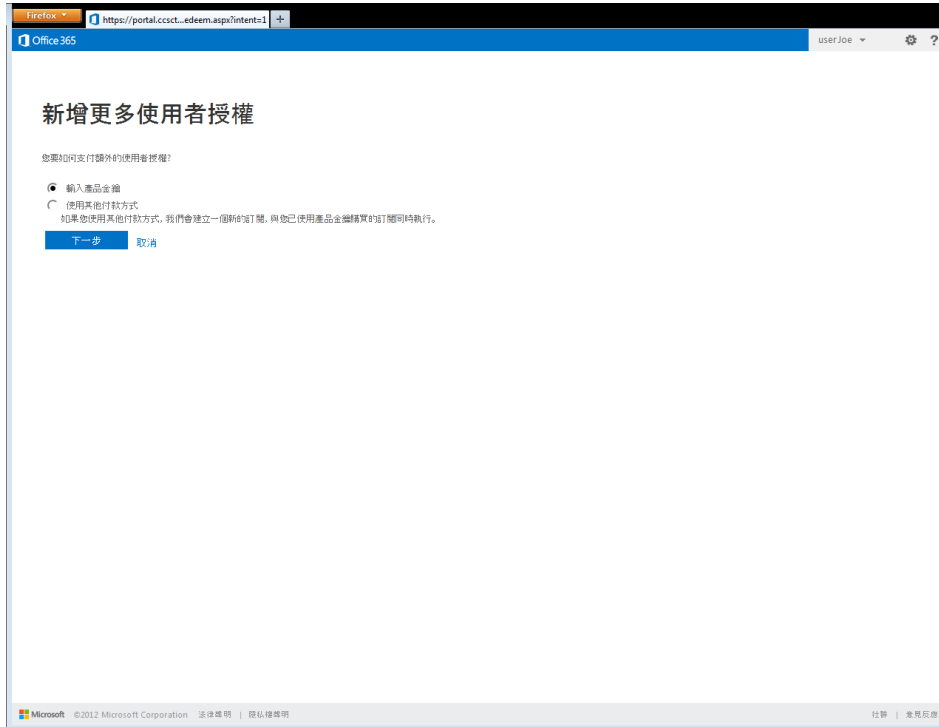 Firefox
https://portal.ccsct...edeem.aspx?intent=1
+
Office 365
userJoe
?
新增更多使用者授權
您要如何支付額外的使用者授權?
輸入產品金鑰
使用其他付款方式
如果您使用其他付款方式, 我們會建立一個新的訂閱, 與您已使用產品金鑰購買的訂閱同時執行。
下一步 取消
Microsoft ©2012 Microsoft Corporation 法律聲明 | 隱私權聲明
社群 | 意見反應